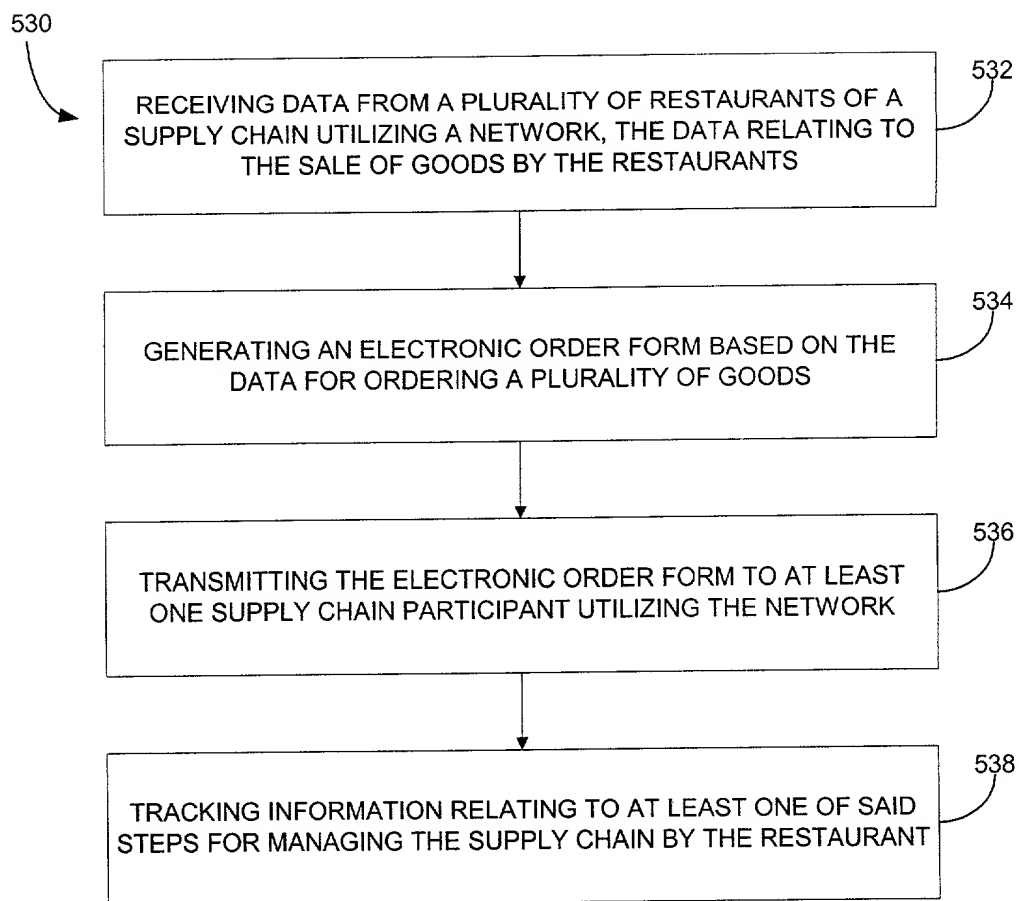 530
532
RECEIVING DATA FROM A PLURALITY OF RESTAURANTS OF A
SUPPLY CHAIN UTILIZING A NETWORK, THE DATA RELATING TO
THE SALE OF GOODS BY THE RESTAURANTS
534
GENERATING AN ELECTRONIC ORDER FORM BASED ON THE
DATA FOR ORDERING A PLURALITY OF GOODS
536
TRANSMITTING THE ELECTRONIC ORDER FORM TO AT LEAST
ONE SUPPLY CHAIN PARTICIPANT UTILIZING THE NETWORK
538
TRACKING INFORMATION RELATING TO AT LEAST ONE OF SAID
STEPS FOR MANAGING THE SUPPLY CHAIN BY THE RESTAURANT